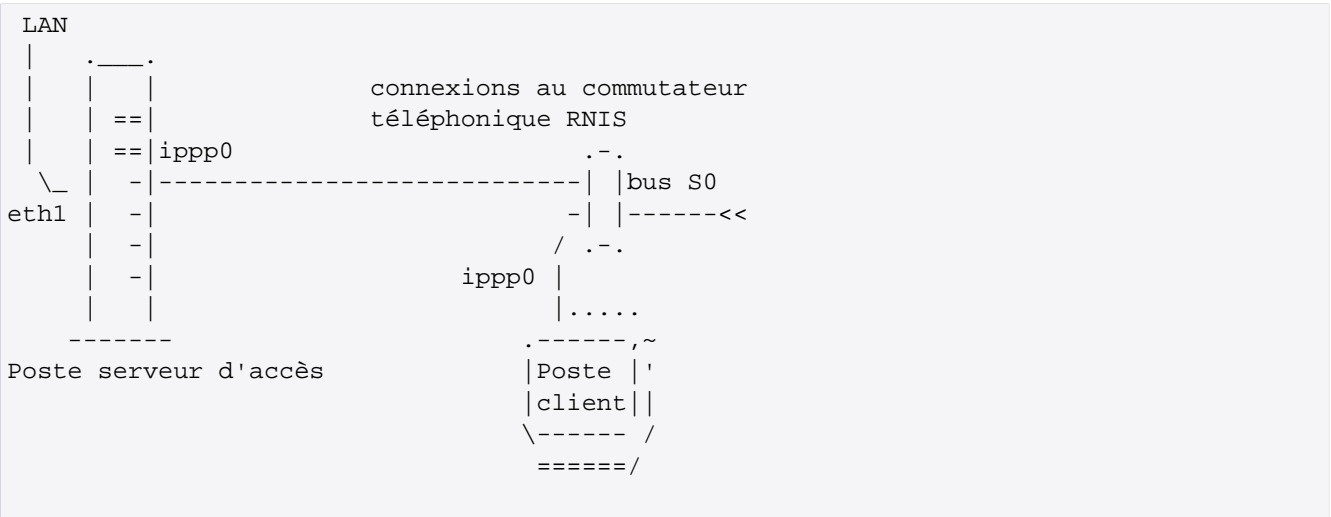 LAN
connexions au commutateur
téléphonique RNIS
ippp0
bus S0
eth1
ippp0
Poste serveur d'accès
Poste
client